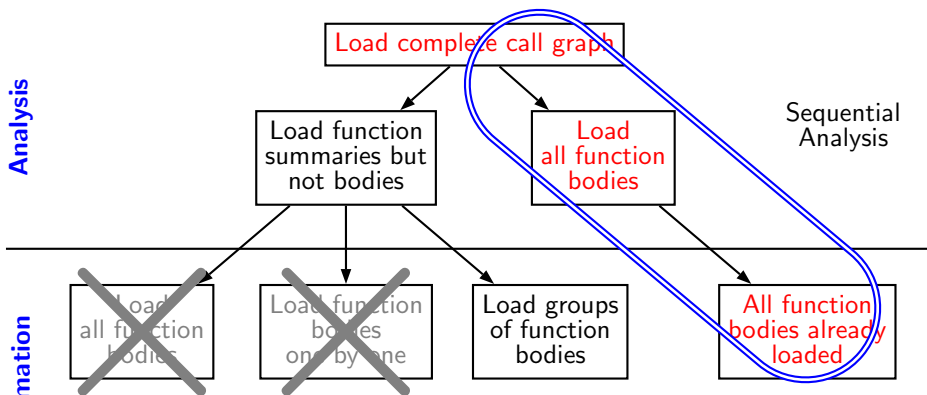 Load complete call graph
Analysis
Load function
summaries but
not bodies
Load
all function
bodies
Sequential
Analysis
mation
Load
all function
bodies
Load function
bodies
one by one
Load groups
of function
bodies
All function
bodies already
loaded